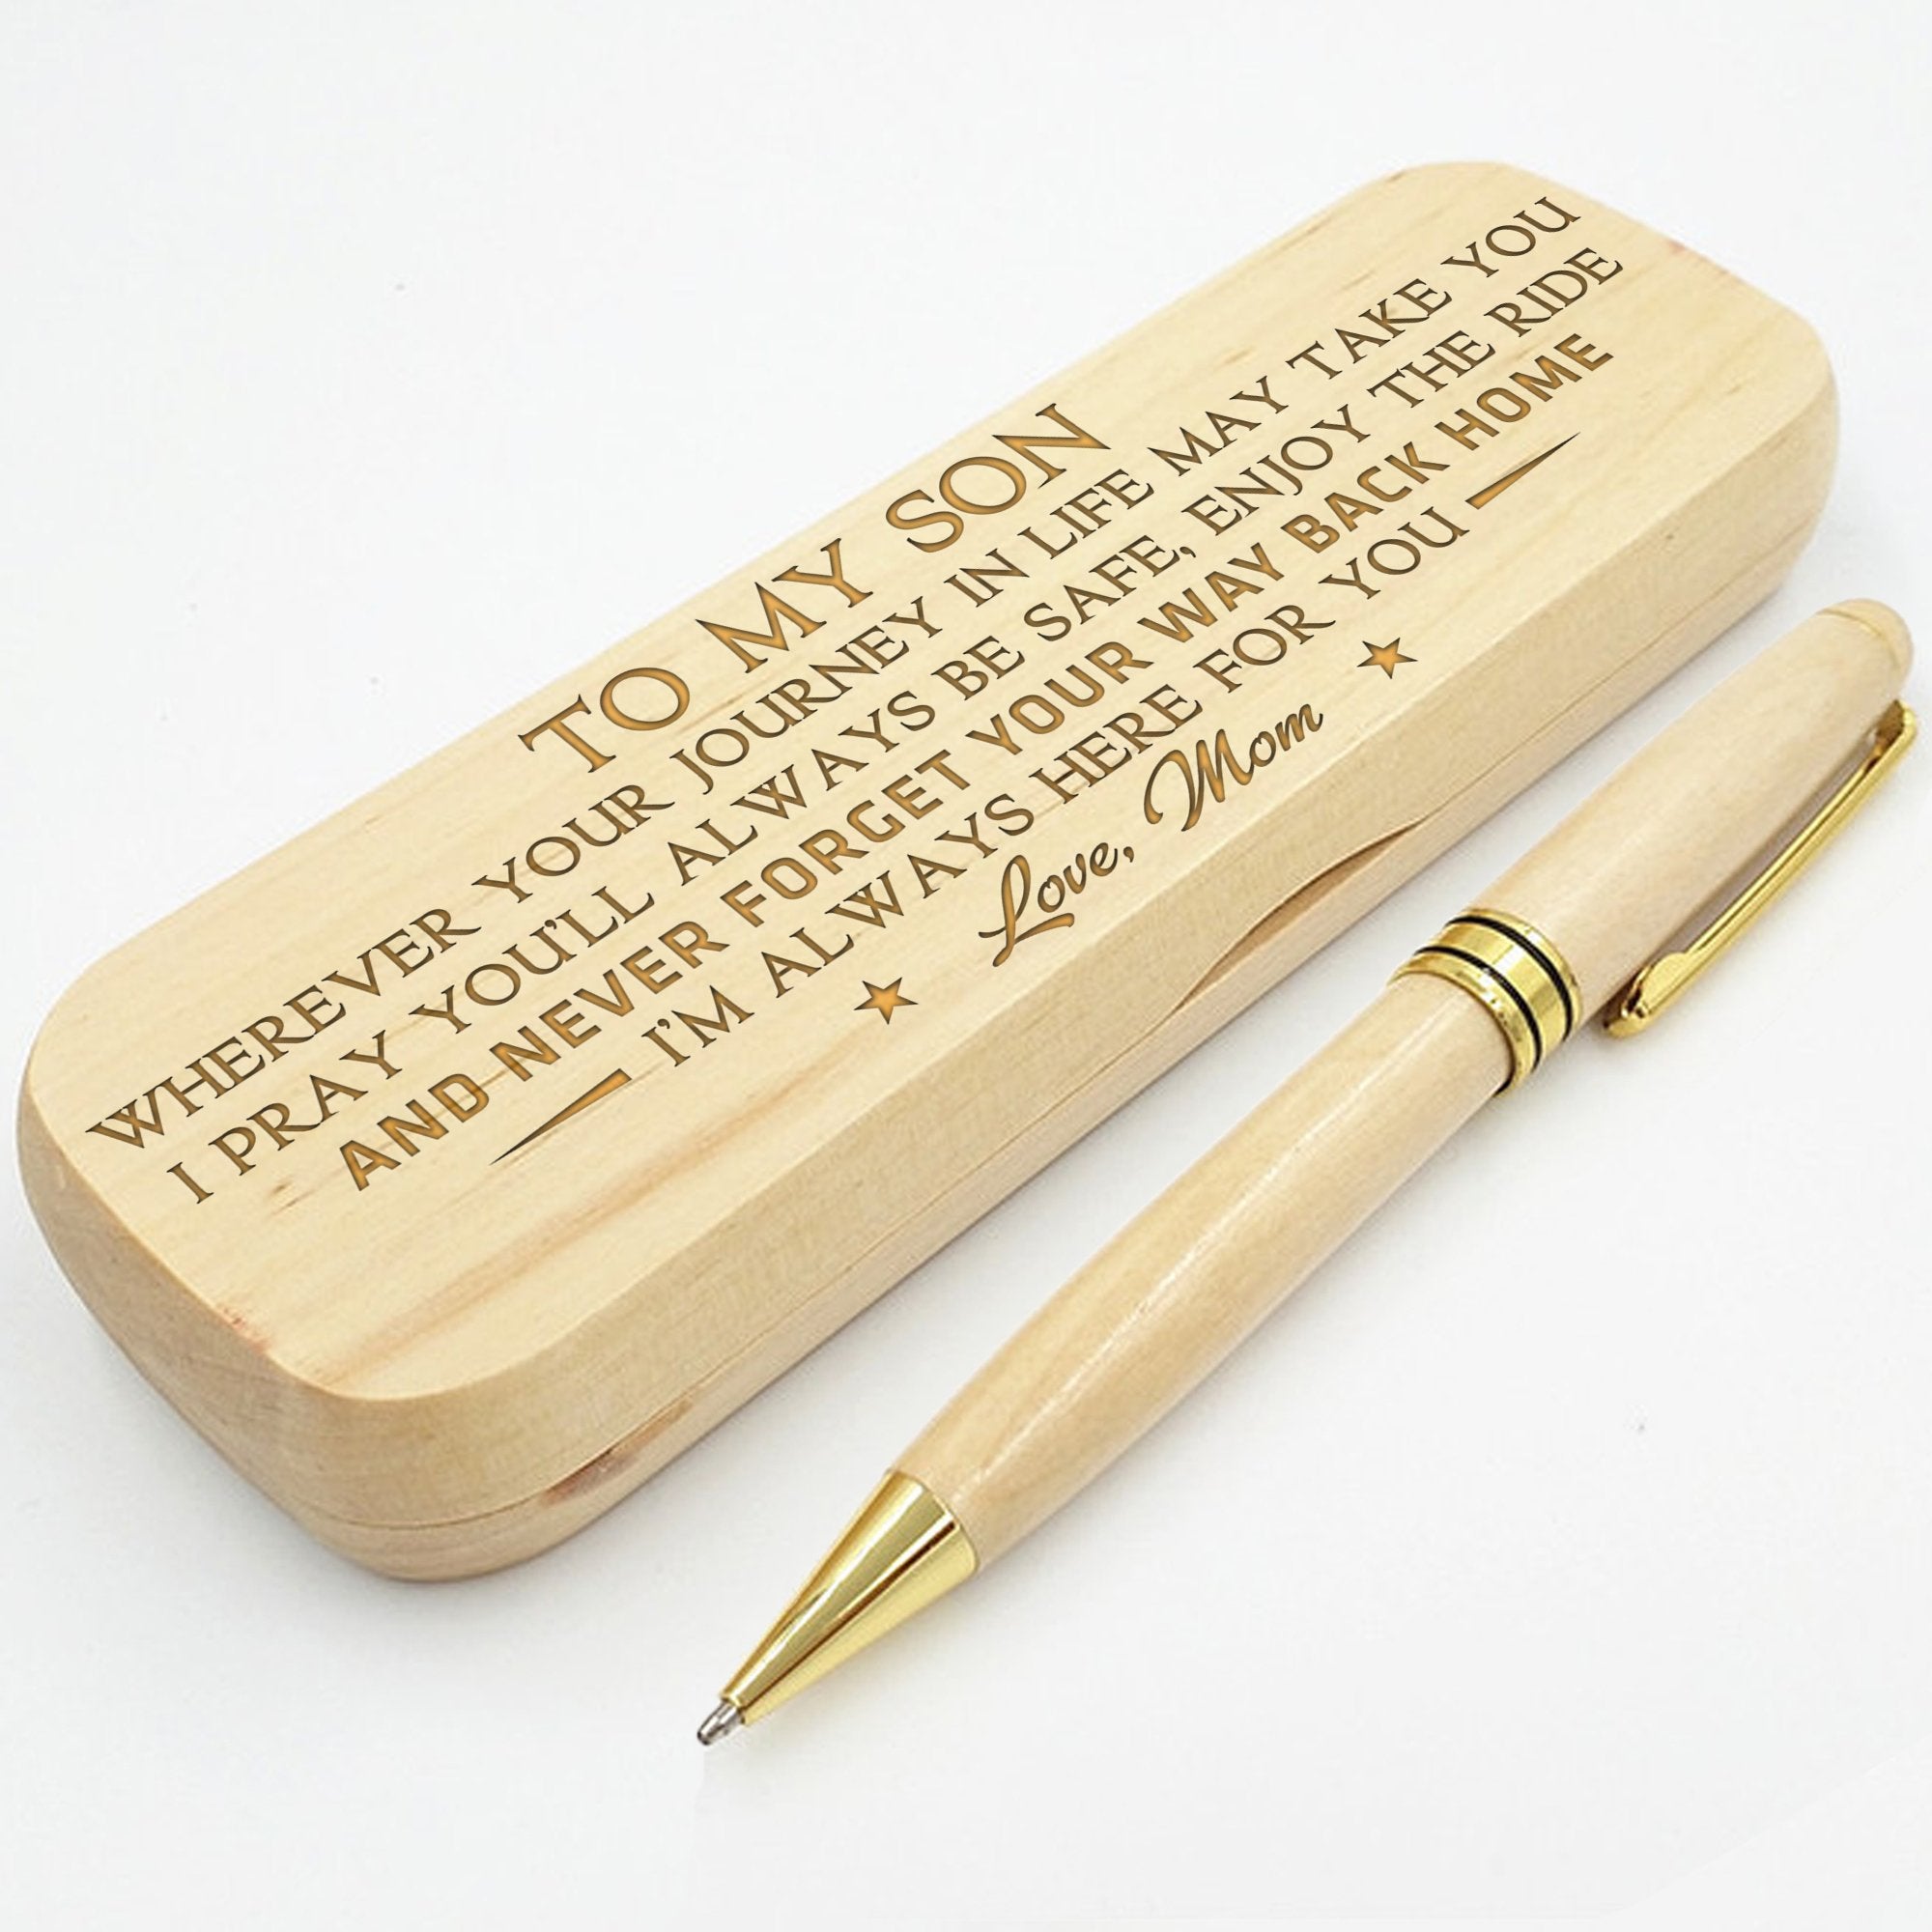 TO MY SON
WHEREVER YOUR JOURNEY IN LIFE MAY TAKE YOU
I PRAY YOU'LL ALWAYS BE SAFE, ENJOY THE RIDE
AND NEVER FORGET YOUR WAY BACK HOME
I'M ALWAYS HERE FOR YOU
Love, Mom